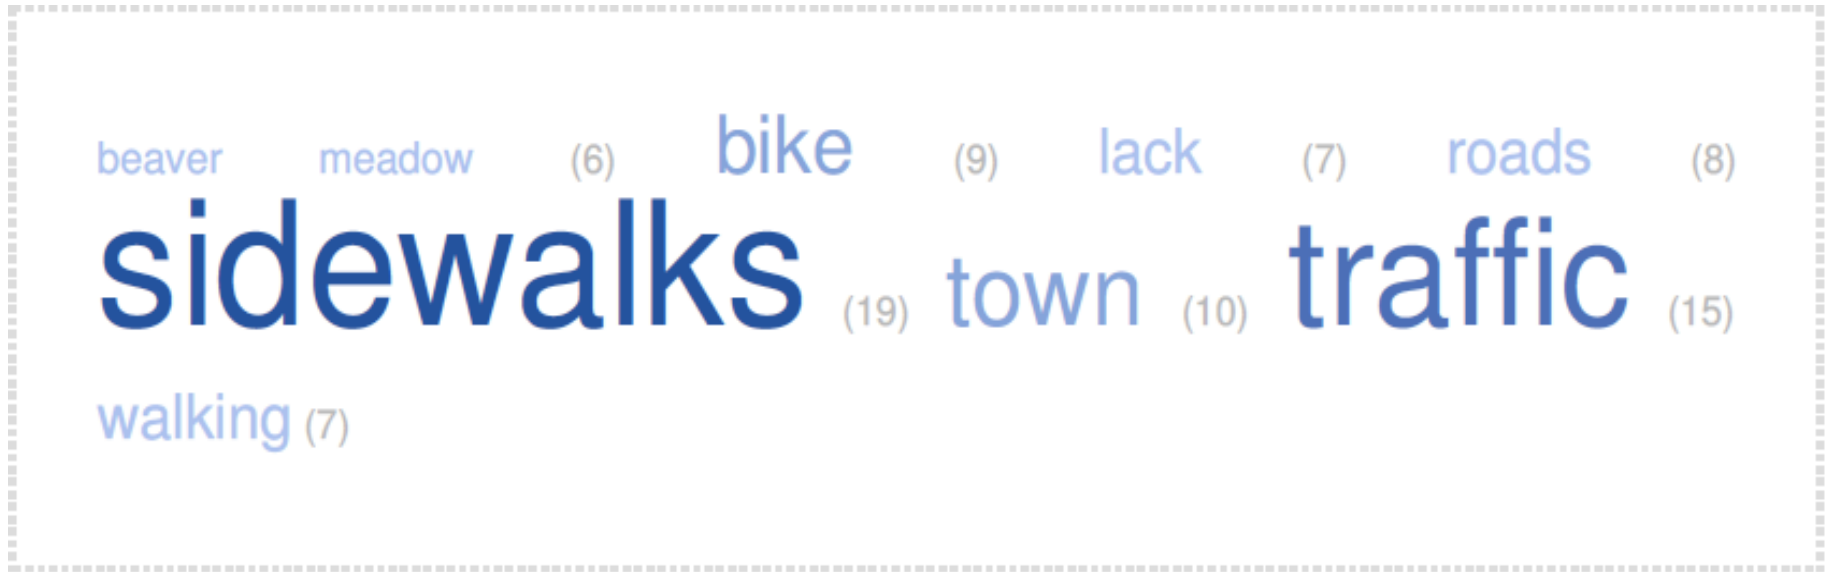 beaver meadow (6) bike (9) lack (7) roads (8)
sidewalks (19) town (10) traffic (15)
walking (7)